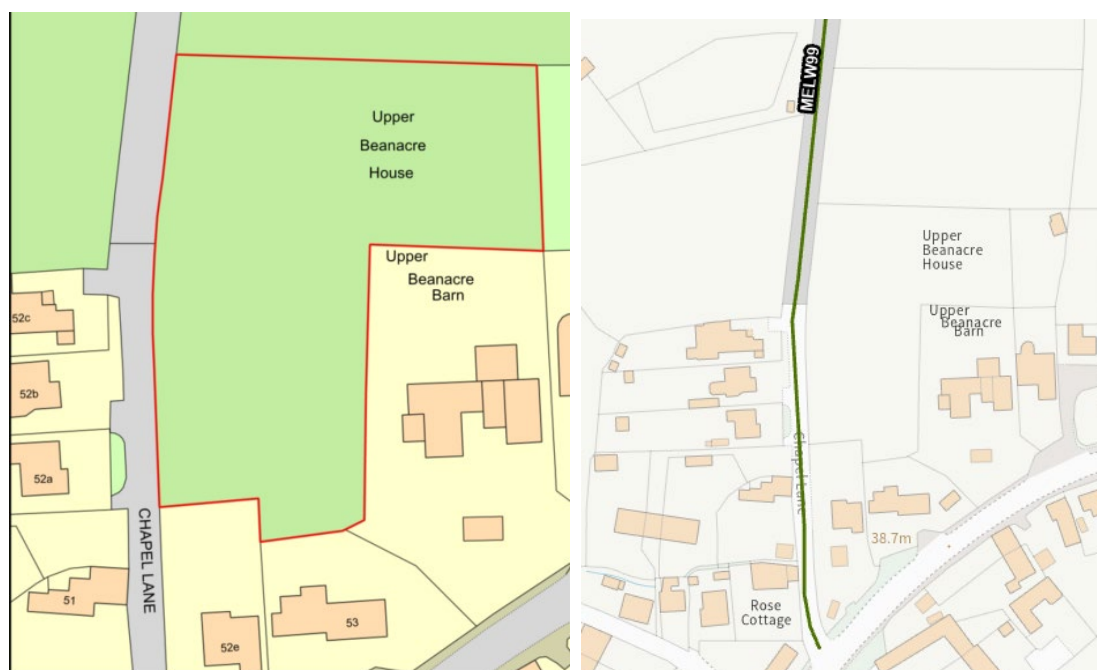 Upper
Beanacre
House
Upper
Beanacre
Barn
52c
52b
52a
CHAPEL LANE
51
52e
53
MELW99
Upper
Beanacre
House
Upper
Beanacre
Barn
Chapel Lane
38.7m
Rose
Cottage